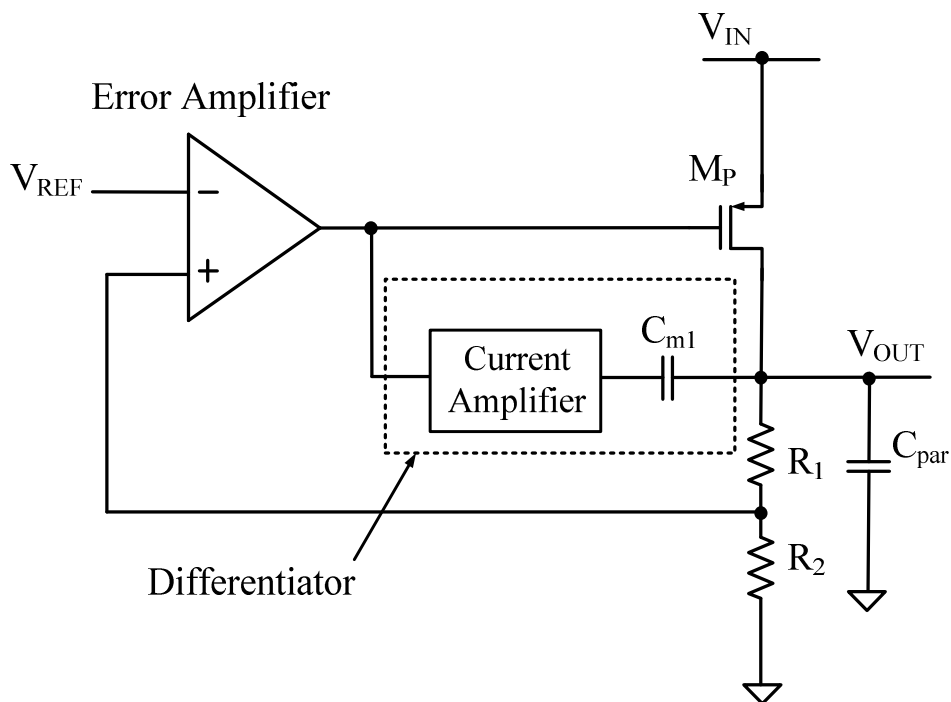 V_IN
Error Amplifier
V_REF
−
+
M_P
C_m1
V_OUT
Current
Amplifier
R_1
C_par
R_2
Differentiator